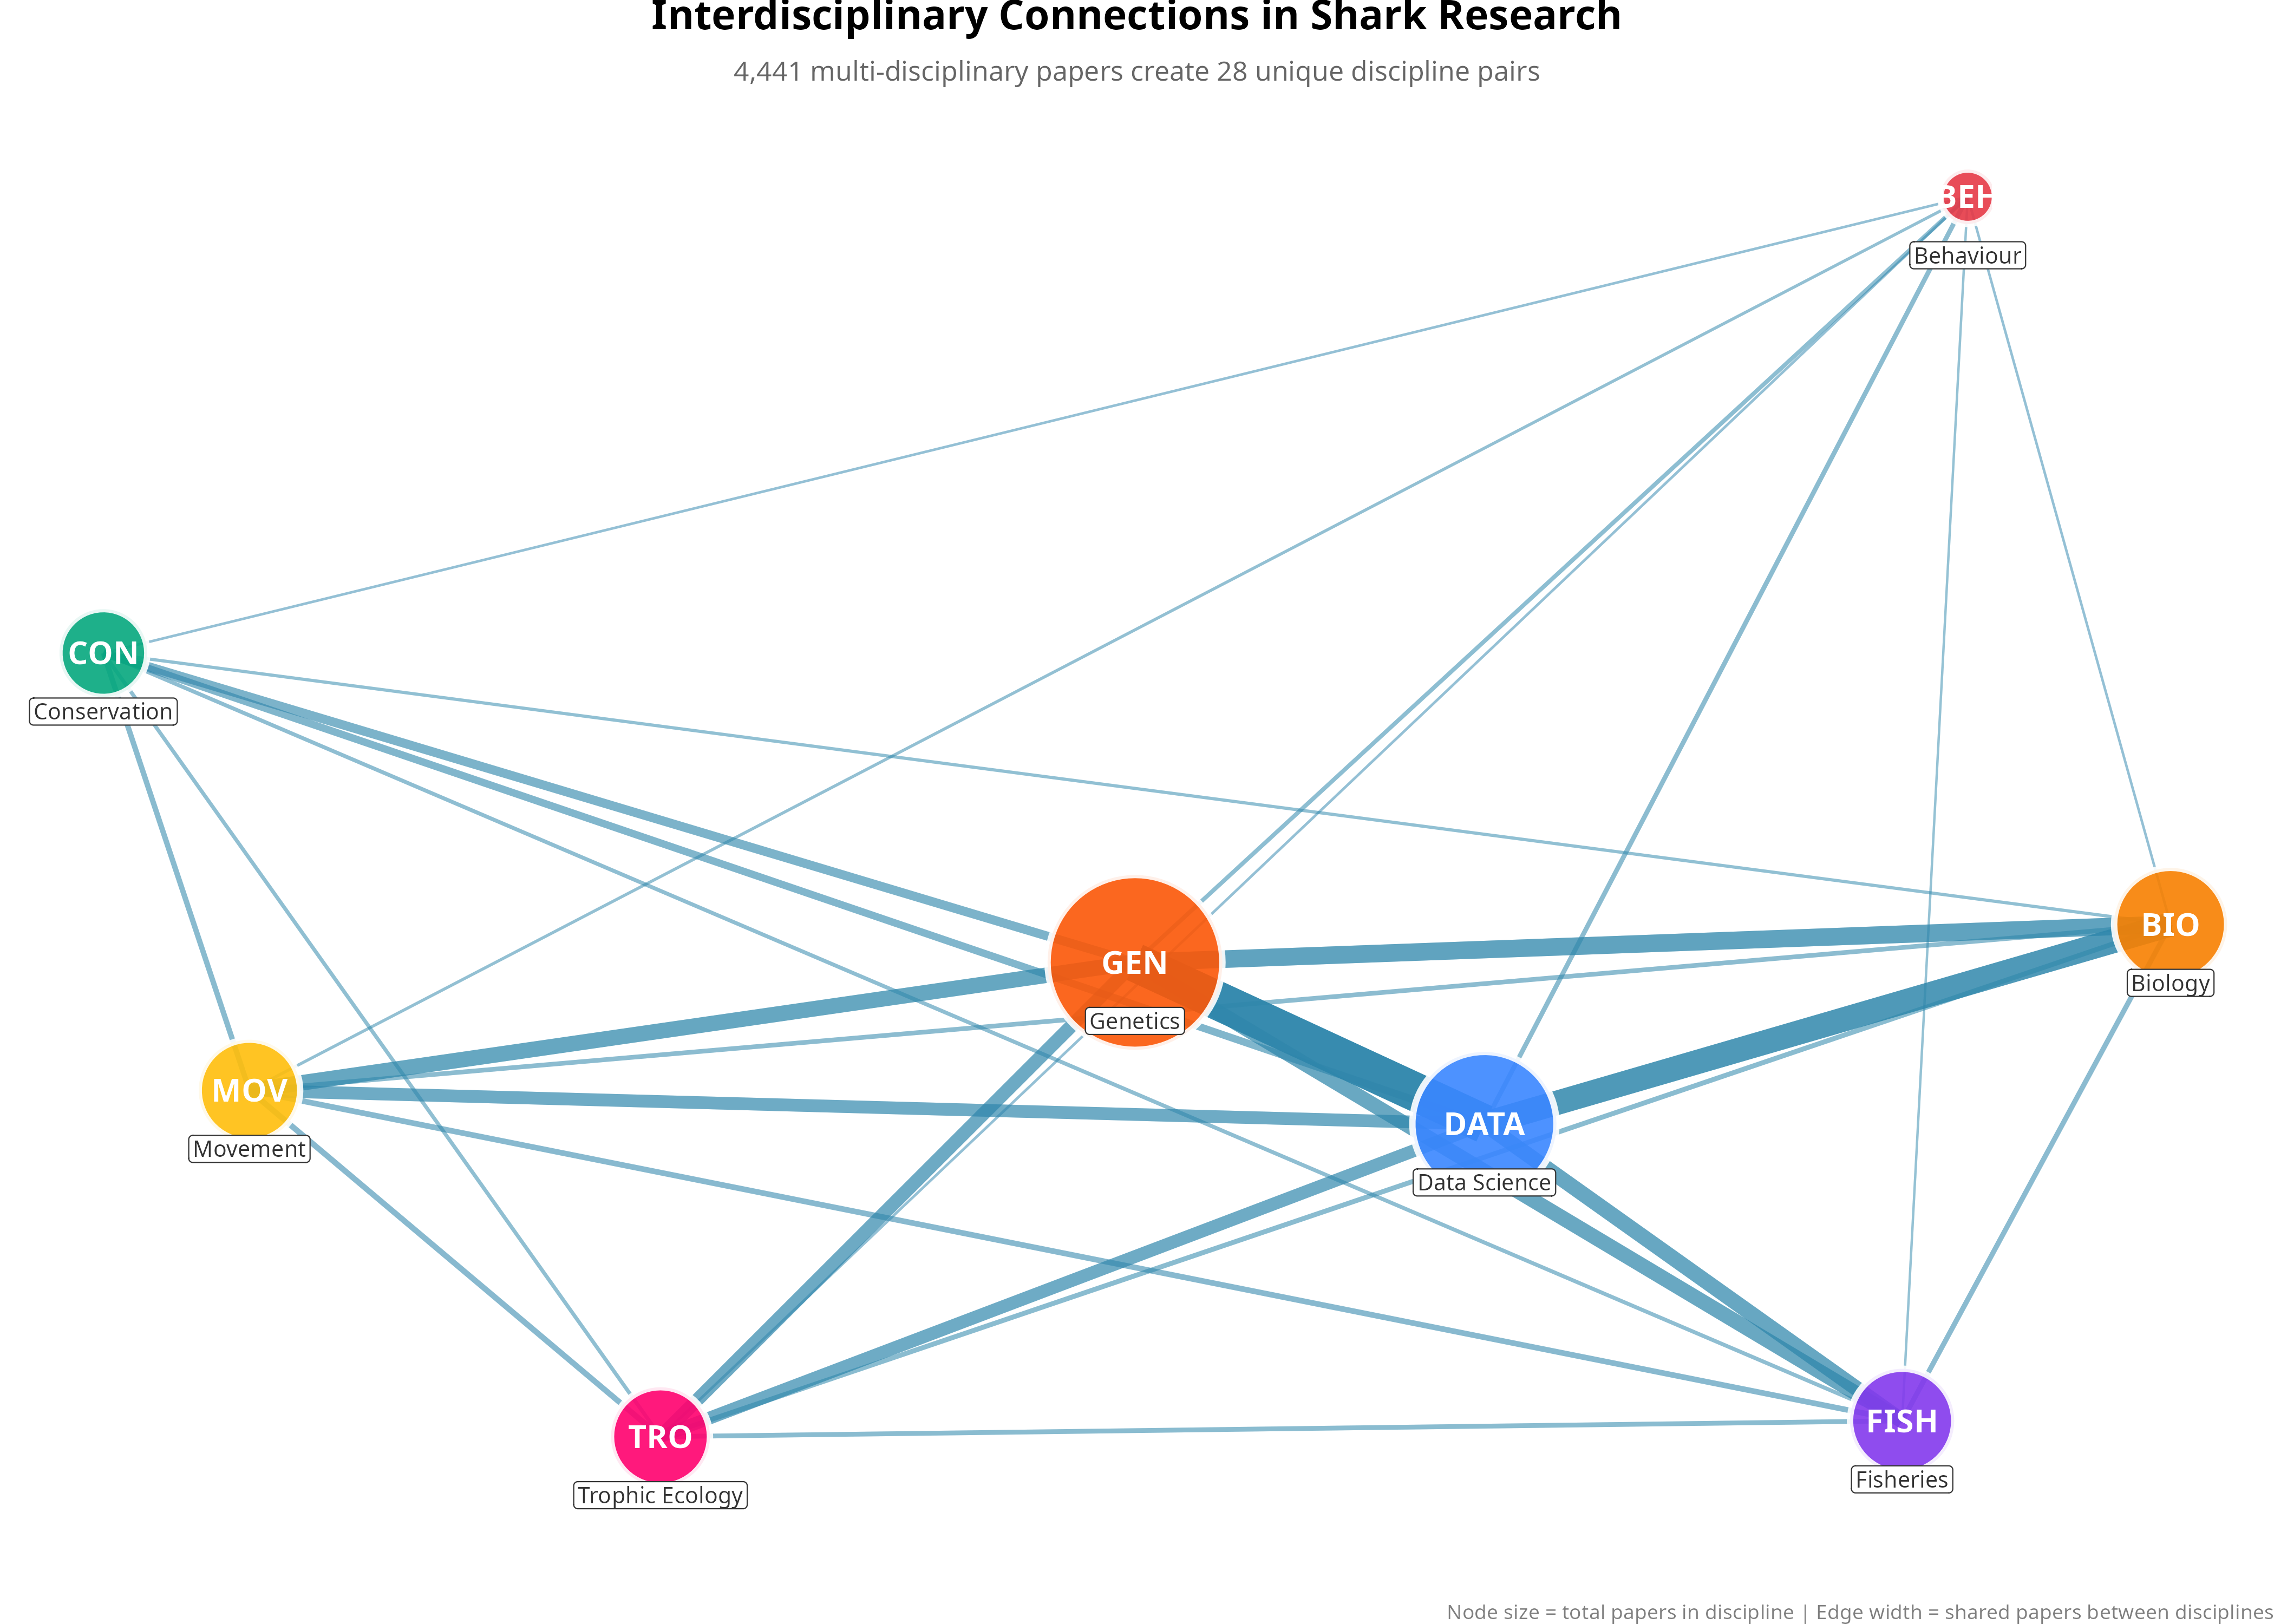 Interdisciplinary Connections in Shark Research
4,441 multi-disciplinary papers create 28 unique discipline pairs
BEH
Behaviour
CON
Conservation
GEN
Genetics
BIO
Biology
MOV
Movement
DATA
Data Science
TRO
Trophic Ecology
FISH
Fisheries
Node size = total papers in discipline | Edge width = shared papers between disciplines